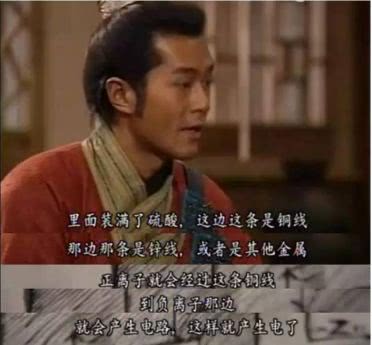 里面装满了硫酸，这边这条是铜线
那边那条是锌线，或者是其他金属
正离子就会经过这条铜线
到负离子那边
就会产生电路，这样就产生电了